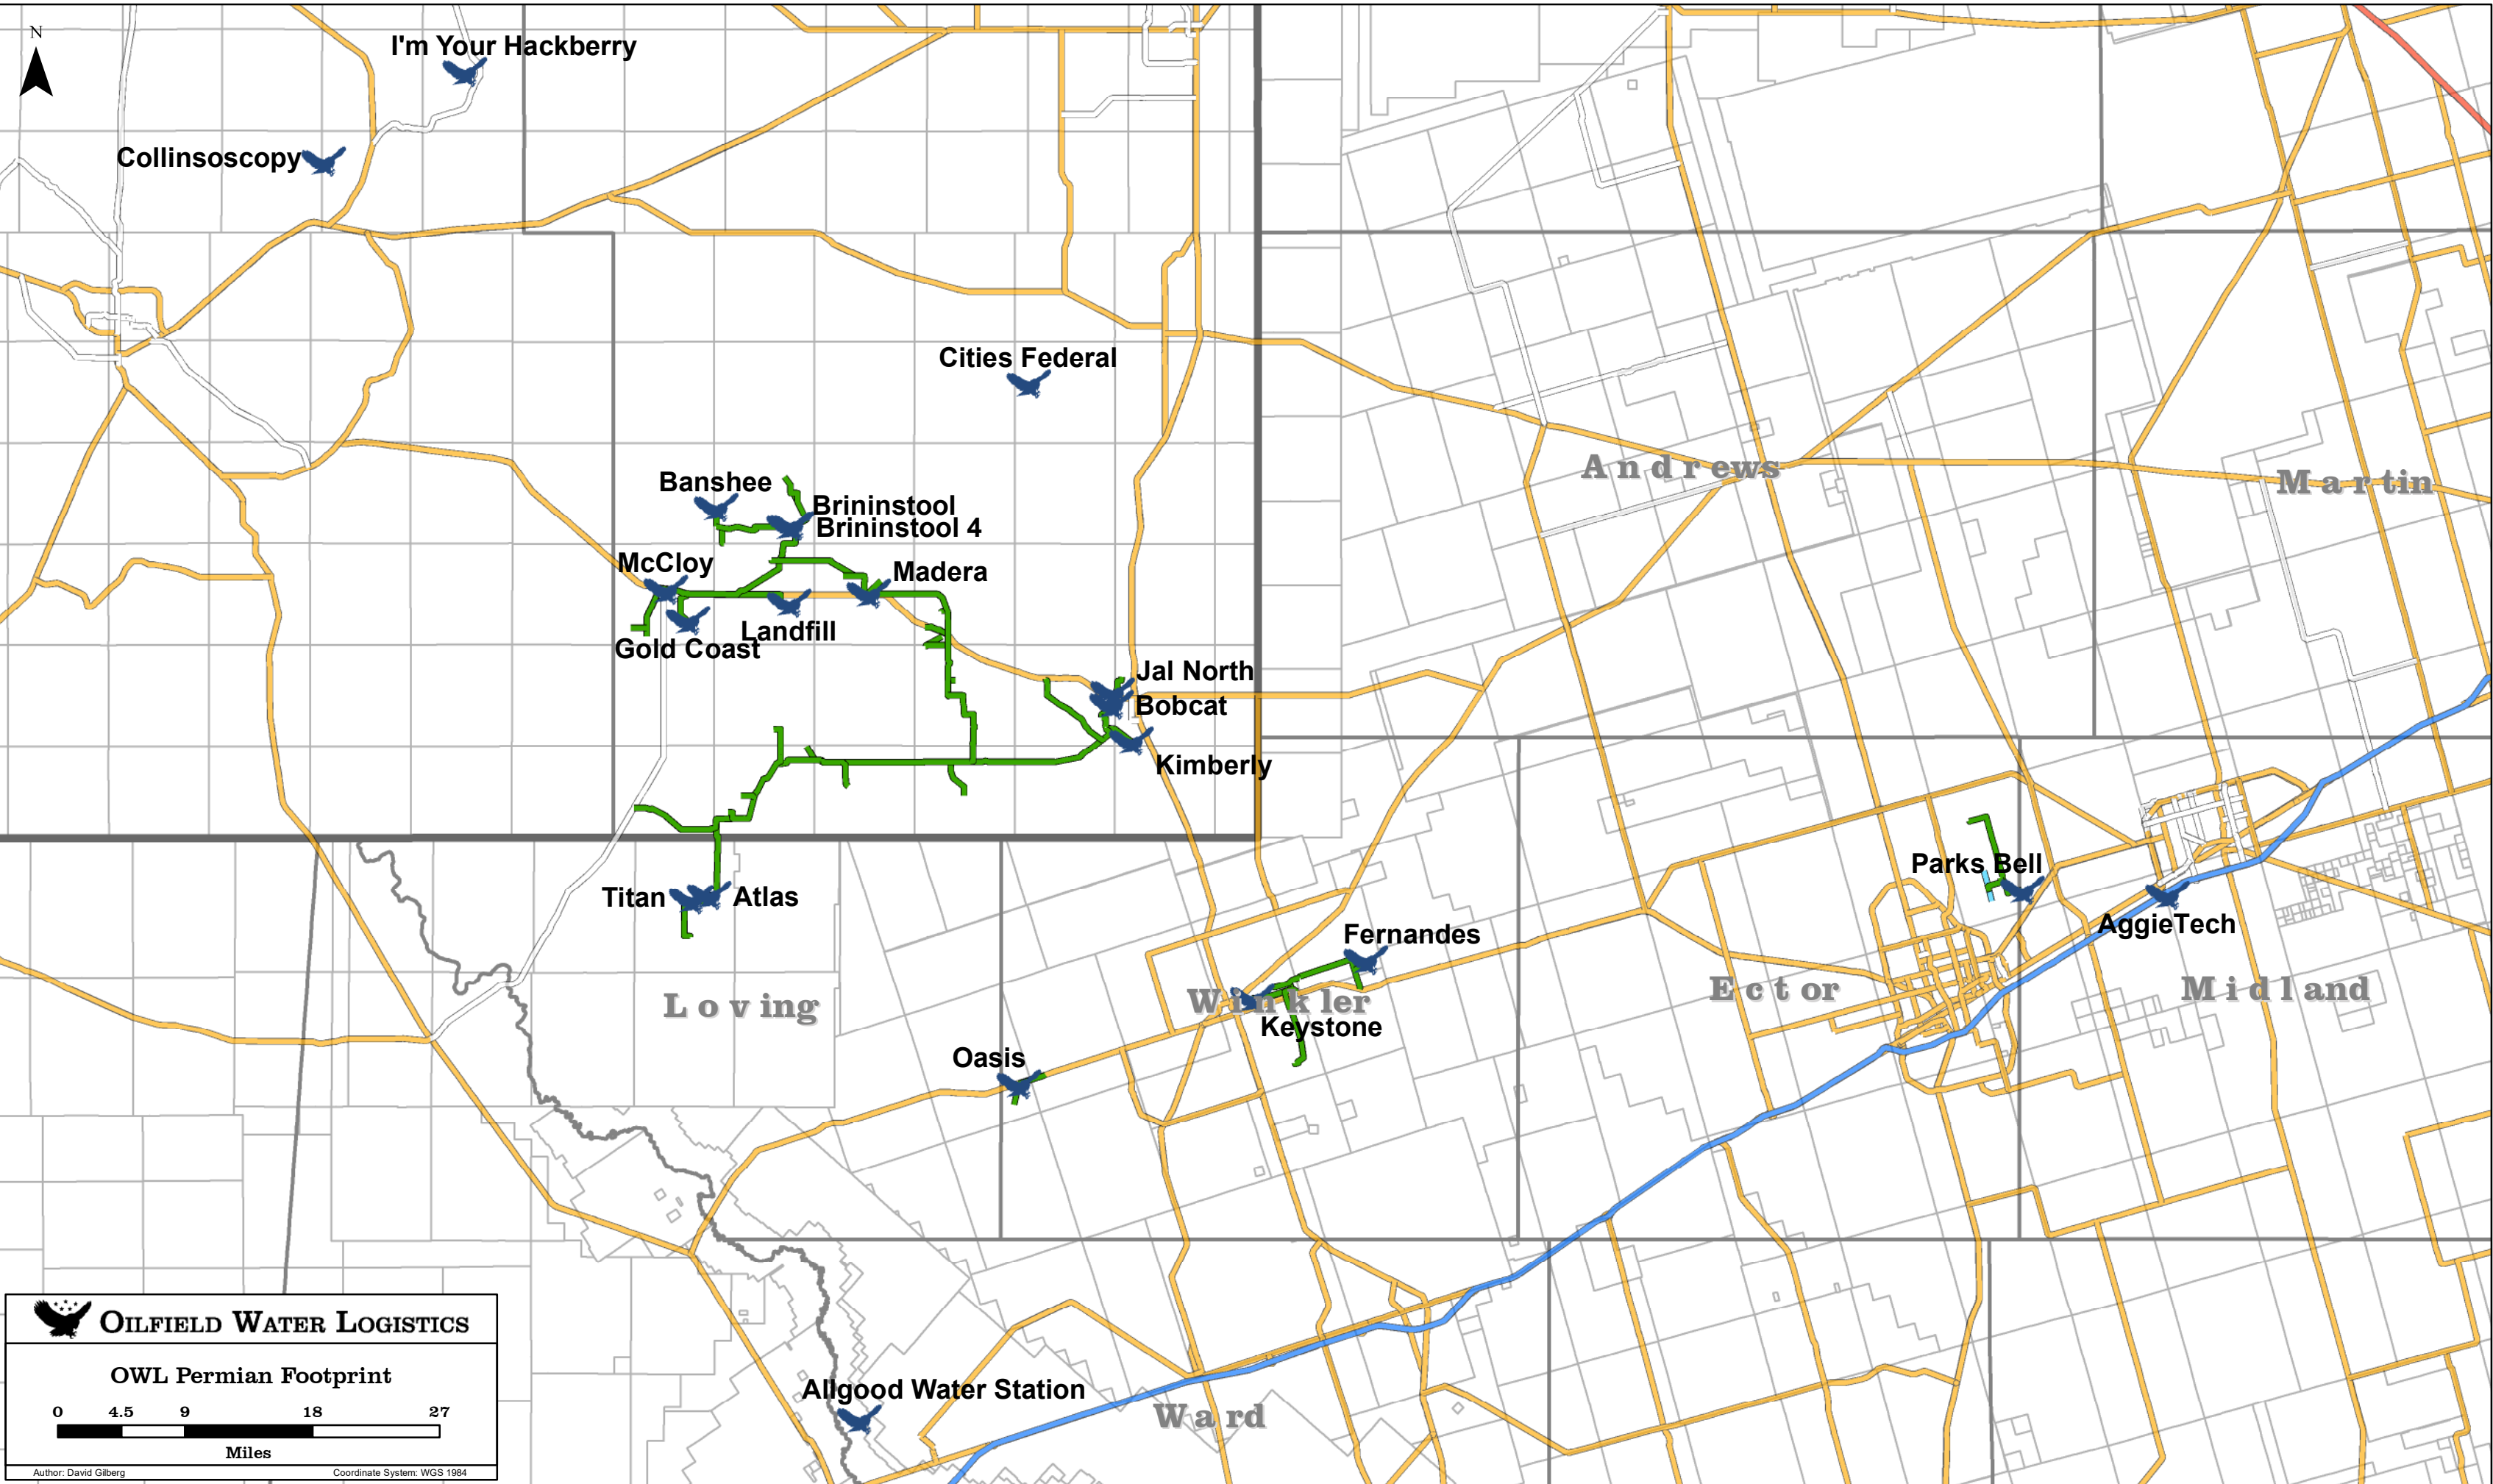 N
I'm Your Hackberry
Collinsoscopy
Cities Federal
Andrews
Martin
Banshee
Brininstool
Brininstool 4
McCloy
Madera
Landfill
Gold Coast
Jal North
Bobcat
Kimberly
Parks Bell
Titan
Atlas
AggieTech
Fernandes
Loving
Winkler
Ector
Midland
Keystone
Oasis
Allgood Water Station
Ward
OILFIELD WATER LOGISTICS
OWL Permian Footprint
0 4.5 9 18 27
Miles
Author: David Gilberg
Coordinate System: WGS 1984